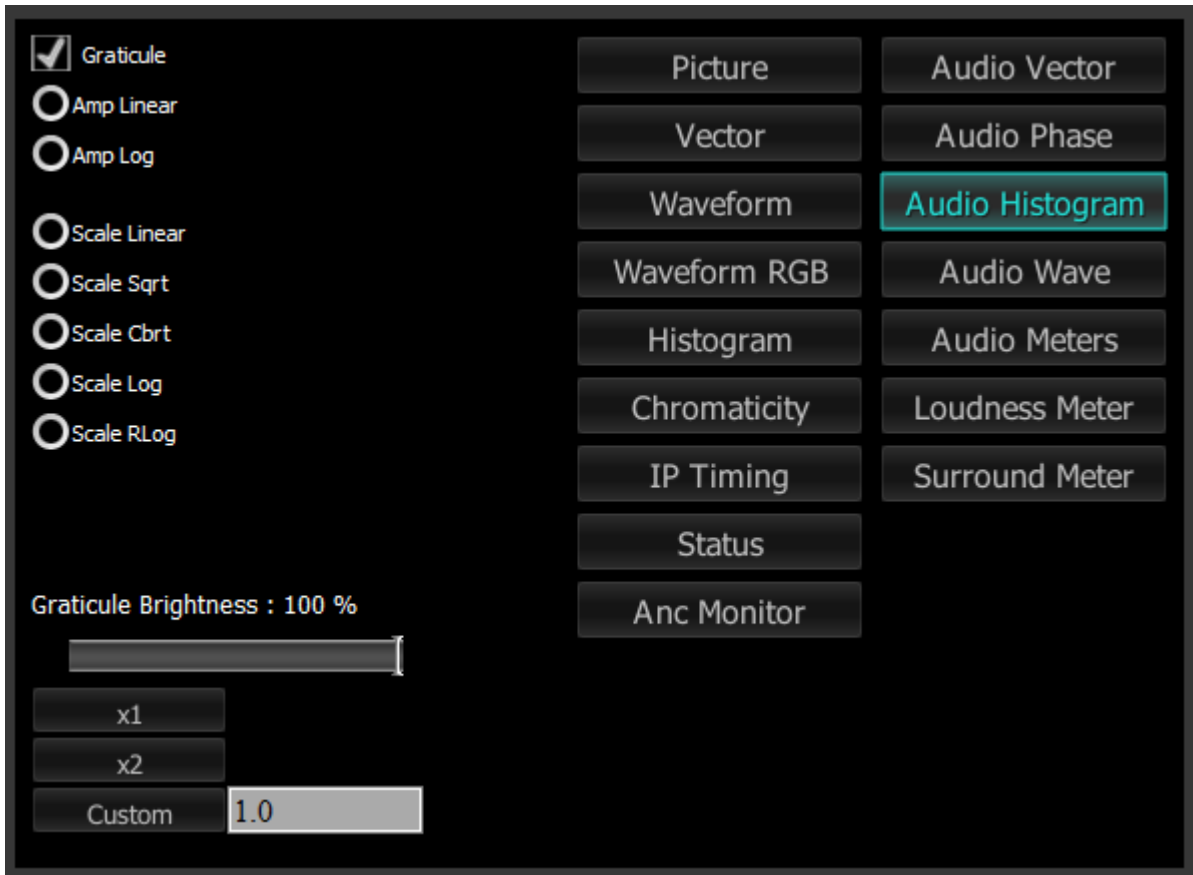 Graticule
Amp Linear
Amp Log
Scale Linear
Scale Sqrt
Scale Cbrt
Scale Log
Scale RLog
Graticule Brightness : 100 %
x1
x2
Custom 1.0
Picture
Vector
Waveform
Waveform RGB
Histogram
Chromaticity
IP Timing
Status
Anc Monitor
Audio Vector
Audio Phase
Audio Histogram
Audio Wave
Audio Meters
Loudness Meter
Surround Meter